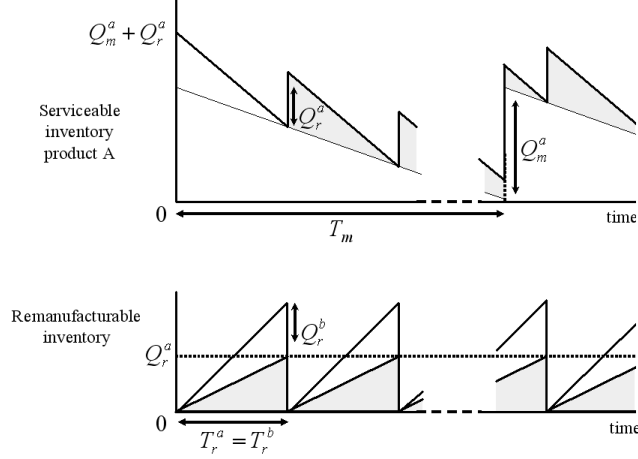 Q_m^a + Q_r^a
Serviceable
inventory
product A
Q_r^a
Q_m^a
0
time
T_m
Remanufacturable
inventory
Q_r^b
Q_r^a
0
time
T_r^a = T_r^b